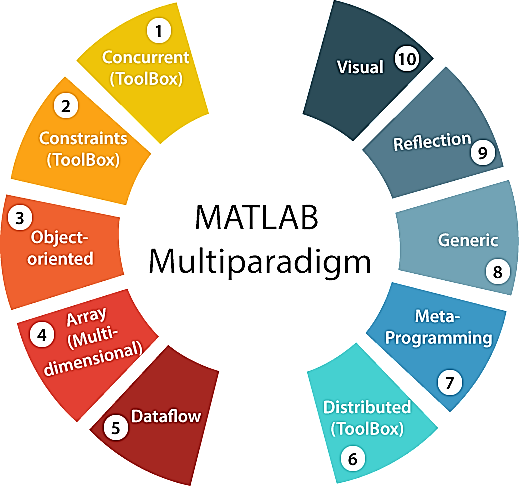 MATLAB
Multiparadigm
1
Concurrent
(ToolBox)
2
Constraints
(ToolBox)
3
Object-
oriented
4
Array
(Multi-
dimensional)
5
Dataflow
6
Distributed
(ToolBox)
7
Meta-
Programming
8
Generic
9
Reflection
10
Visual